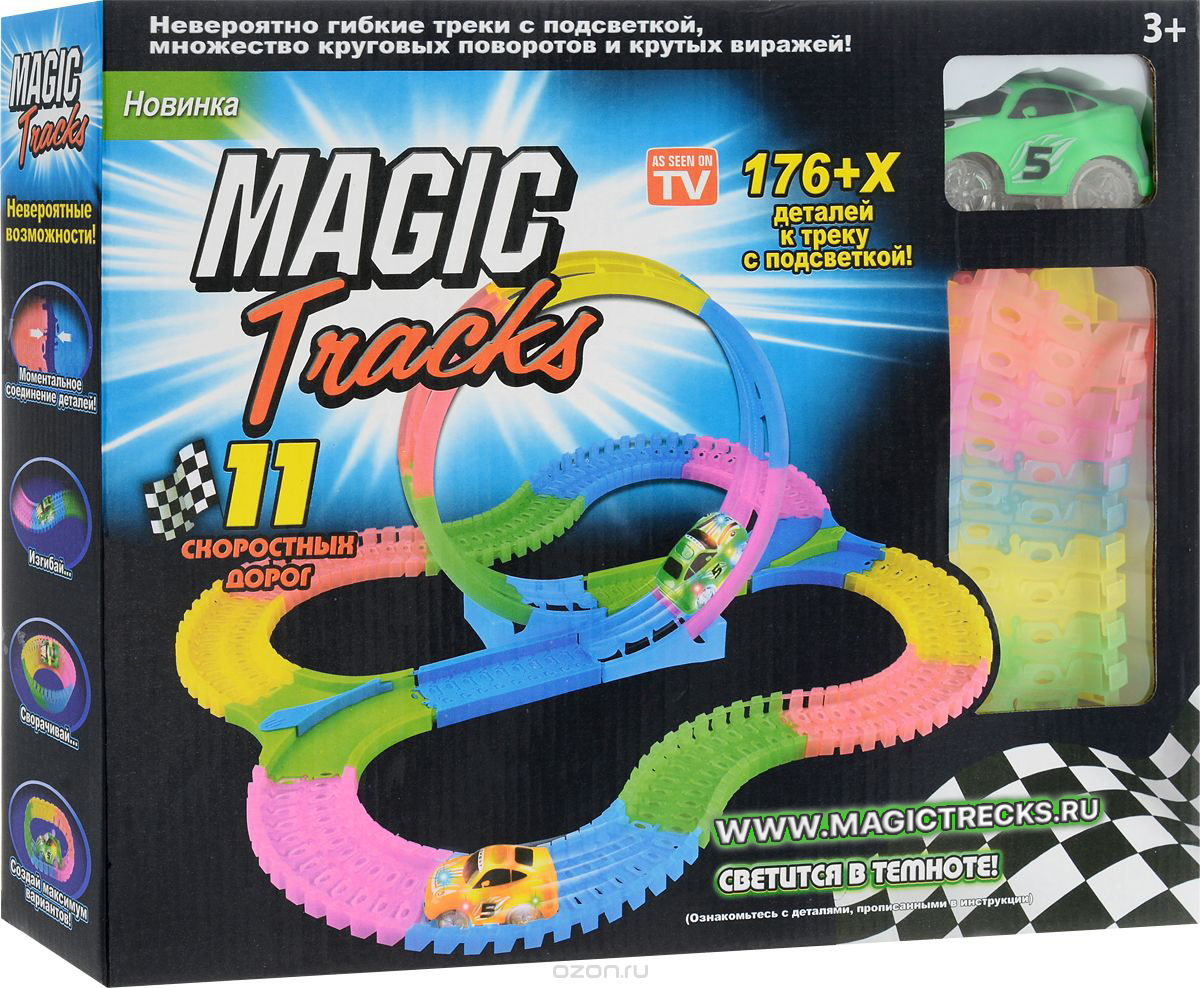 Невероятно гибкие треки с подсветкой,
множество круговых поворотов и крутых виражей!
3+
Новинка
MAGIC
Tracks
AS SEEN ON
TV
176+X
деталей
к треку
с подсветкой!
5
11
СКОРОСТНЫХ
ДОРОГ
5
5
WWW.MAGICTRECKS.RU
СВЕТИТСЯ В ТЕМНОТЕ!
(Ознакомьтесь с деталями, прописанными в инструкции)
MAGIC
Tracks
Невероятные
возможности!
Моментальное
соединение деталей!
Изгибай...
Сворачивай...
Создай максимум
вариантов!
ozon.ru